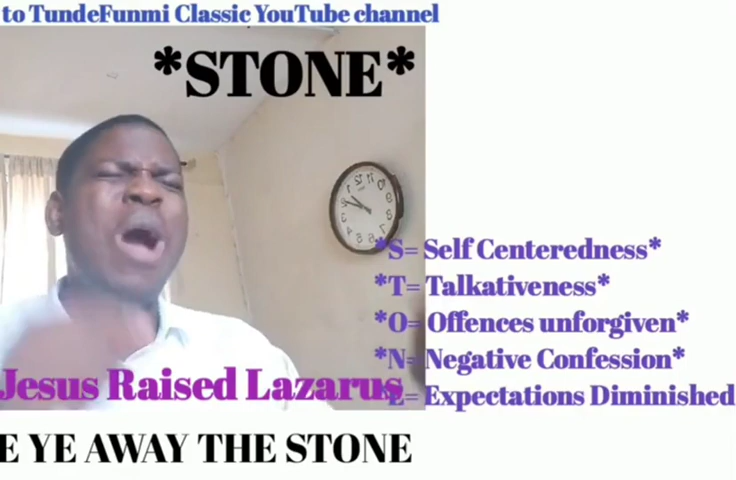 to TundeFunmi Classic YouTube channel
*STONE*
*S= Self Centeredness*
*T= Talkativeness*
*O= Offences unforgiven*
*N= Negative Confession*
*E= Expectations Diminished
Jesus Raised Lazarus
E YE AWAY THE STONE